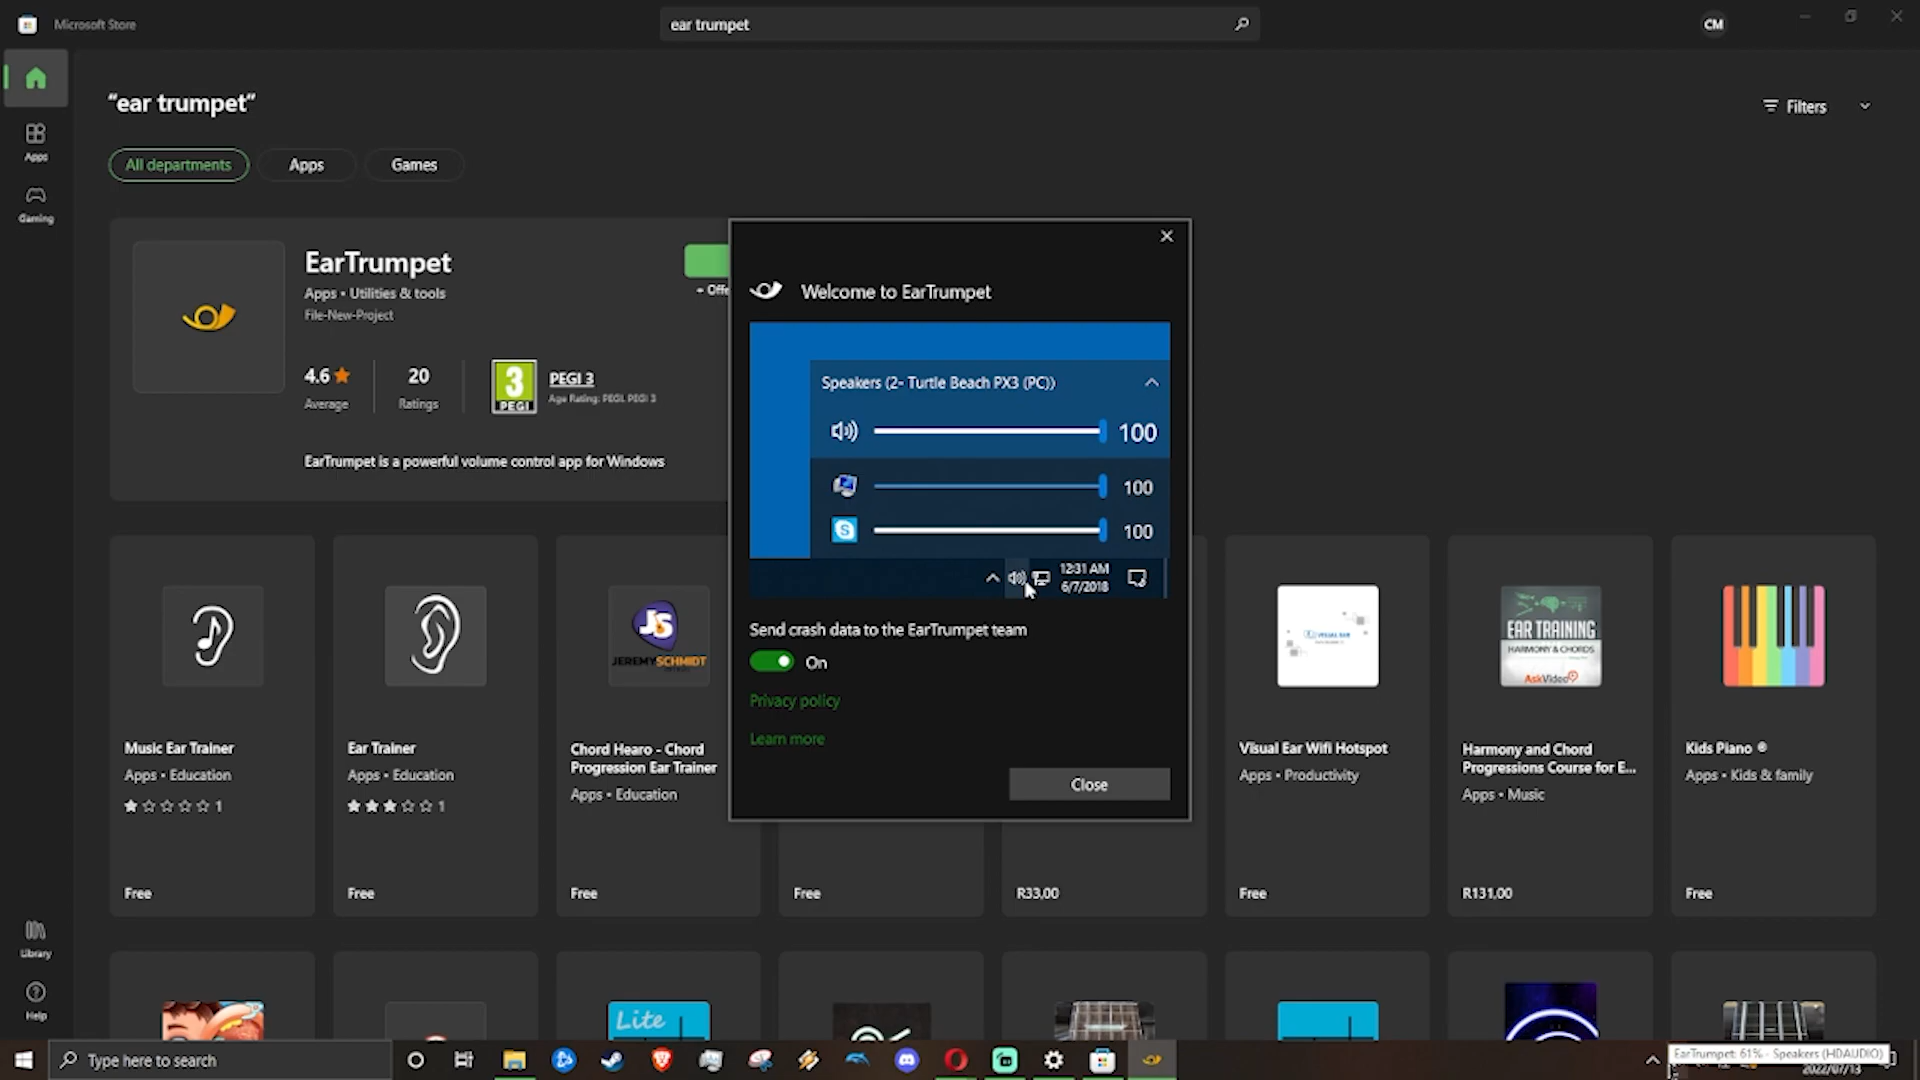 Microsoft Store
ear trumpet
CM
Apps
Gaming
Library
Help
“ear trumpet”
Filters
All departments
Apps
Games
EarTrumpet
Apps • Utilities & tools
File-New-Project
+ Offe
4.6
Average
20
Ratings
3
PEGI
PEGI 3
Age Rating: PEGI. PEGI 3
EarTrumpet is a powerful volume control app for Windows
Welcome to EarTrumpet
Speakers (2- Turtle Beach PX3 (PC))
100
100
S
100
12:31 AM
6/7/2018
Send crash data to the EarTrumpet team
On
Privacy policy
Learn more
Close
JS
JEREMYSCHMIDT
VISUAL EAR
EAR TRAINING
HARMONY & CHORDS
AskVideo
Music Ear Trainer
Apps • Education
1
Free
Ear Trainer
Apps • Education
1
Free
Chord Hearo - Chord
Progression Ear Trainer
Apps • Education
Free
Free
R33,00
Visual Ear Wifi Hotspot
Apps • Productivity
Free
Harmony and Chord
Progressions Course for E...
Apps • Music
R131,00
Kids Piano ®
Apps • Kids & family
Free
Lite
Type here to search
EarTrumpet: 61% - Speakers (HDAUDIO)
2022/07/13